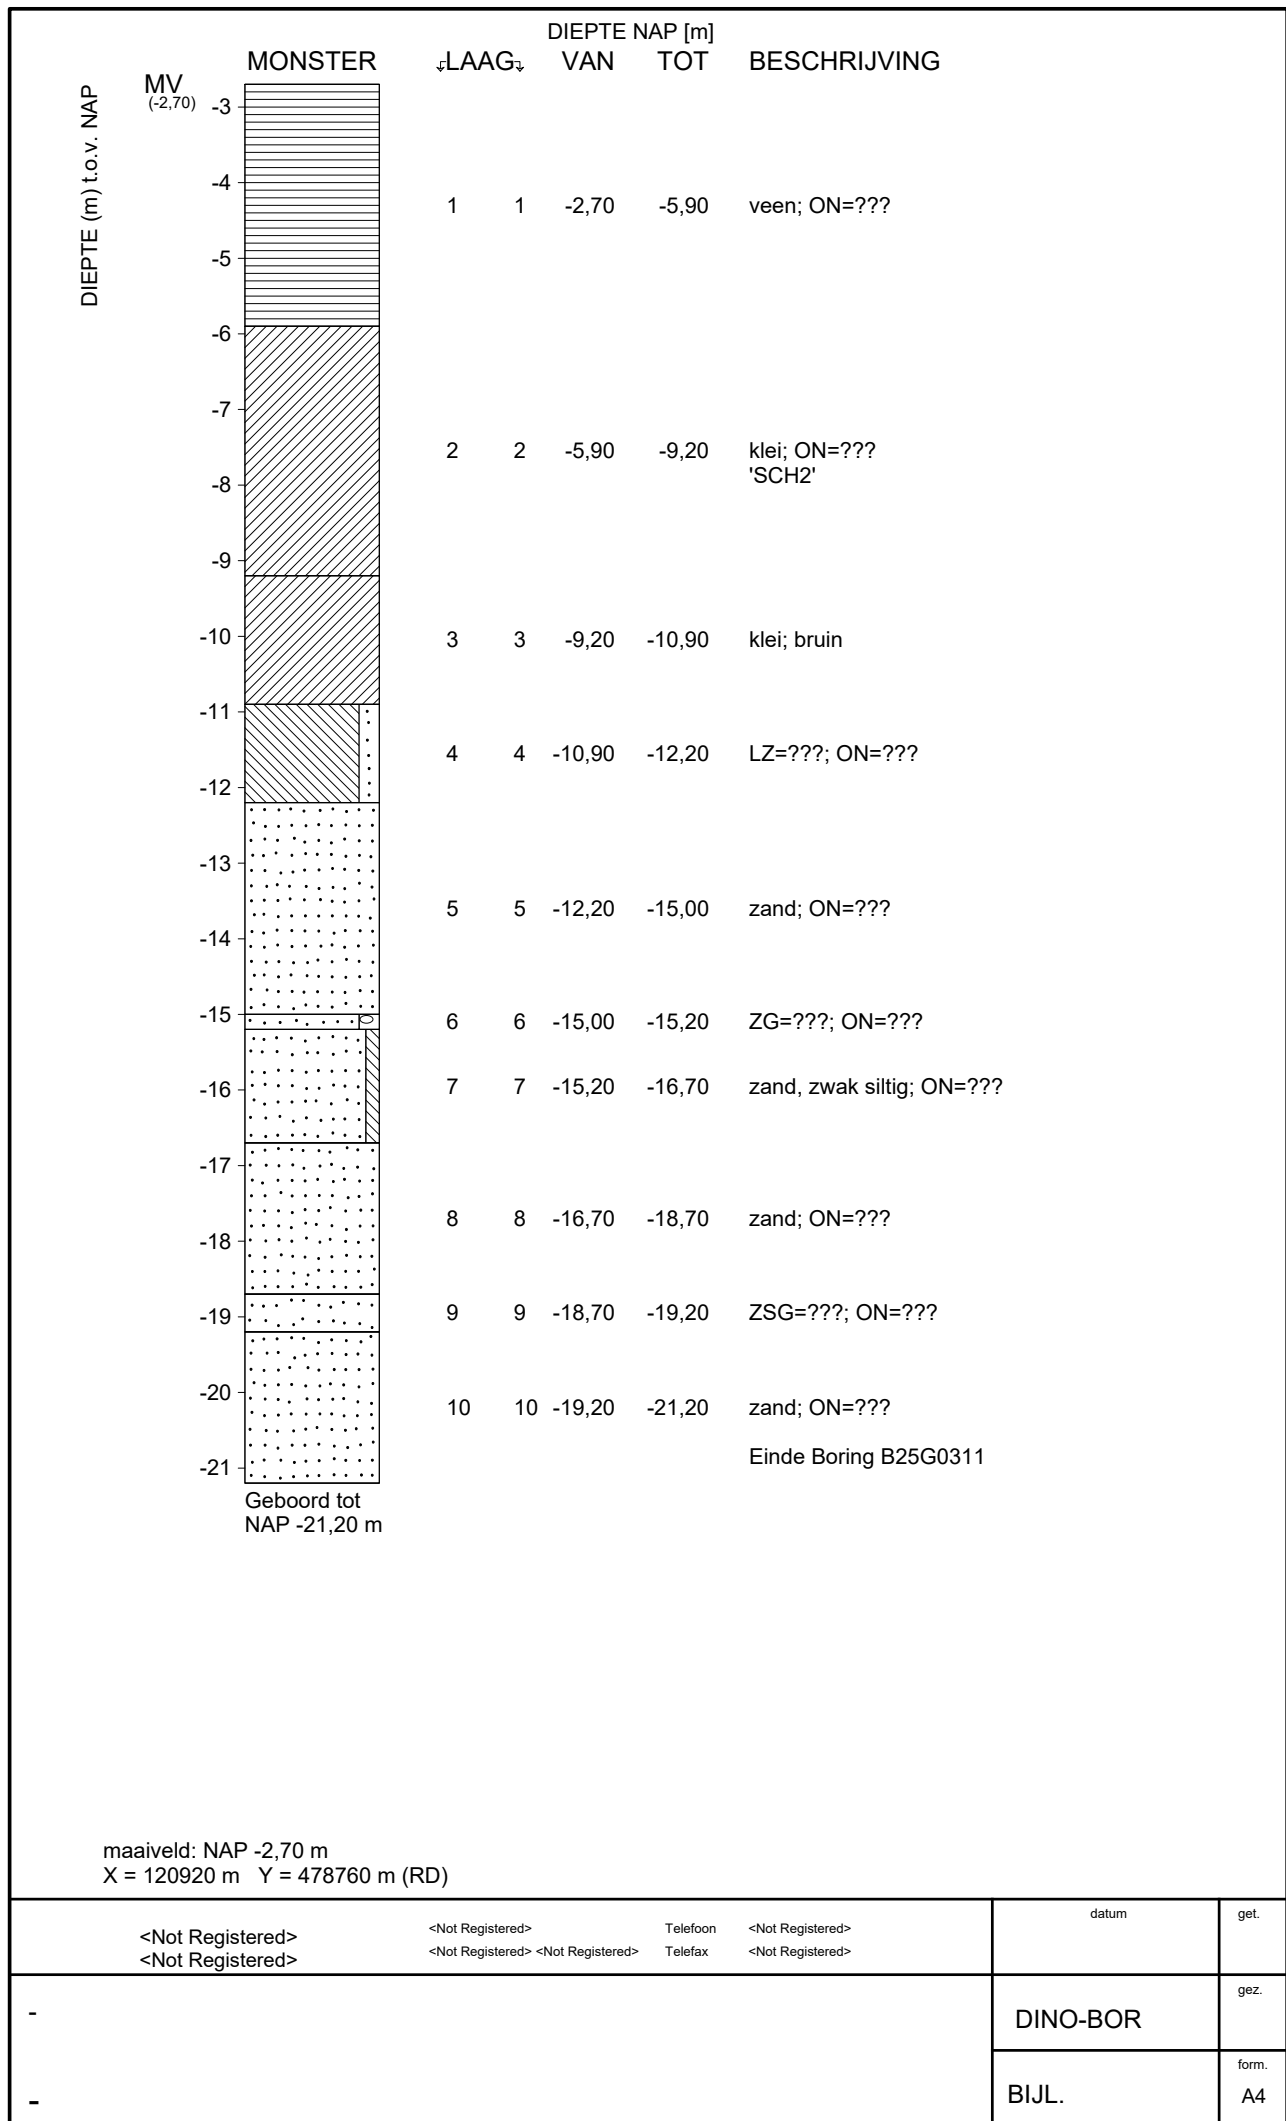 DIEPTE NAP [m]
MONSTER LAAG VAN TOT BESCHRIJVING
MV
(-2,70)
DIEPTE (m) t.o.v. NAP
-3
-4
1 1 -2,70 -5,90 veen; ON=???
-5
-6
-7
2 2 -5,90 -9,20 klei; ON=???
'SCH2'
-8
-9
-10 3 3 -9,20 -10,90 klei; bruin
-11
4 4 -10,90 -12,20 LZ=???; ON=???
-12
-13
5 5 -12,20 -15,00 zand; ON=???
-14
-15 6 6 -15,00 -15,20 ZG=???; ON=???
-16 7 7 -15,20 -16,70 zand, zwak siltig; ON=???
-17
8 8 -16,70 -18,70 zand; ON=???
-18
-19 9 9 -18,70 -19,20 ZSG=???; ON=???
-20
10 10 -19,20 -21,20 zand; ON=???
Einde Boring B25G0311
-21
Geboord tot
NAP -21,20 m
maaiveld: NAP -2,70 m
X = 120920 m Y = 478760 m (RD)
<Not Registered>
<Not Registered>
<Not Registered> Telefoon <Not Registered>
<Not Registered> <Not Registered> Telefax <Not Registered>
datum
get.
-
DINO-BOR
gez.
-
BIJL.
form.
A4